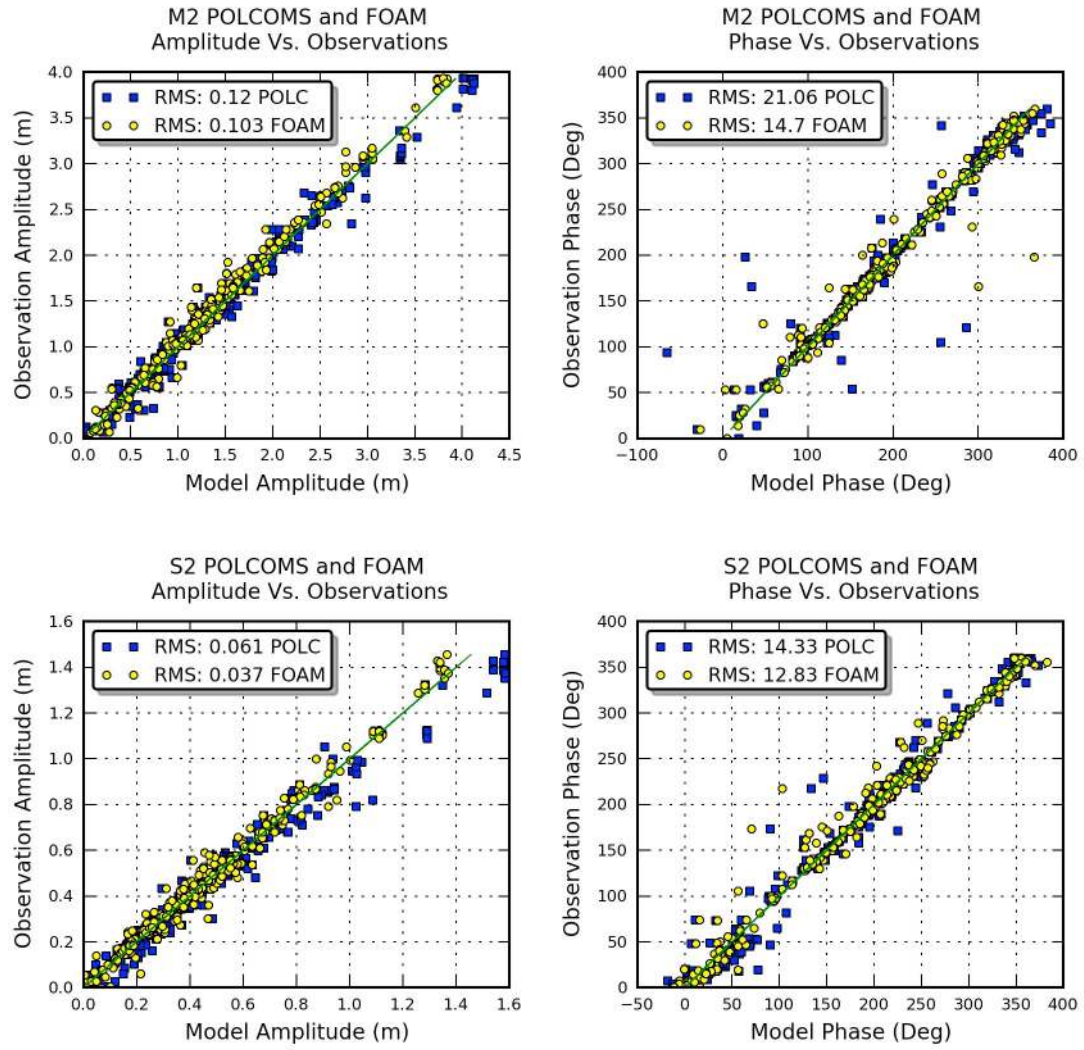 M2 POLCOMS and FOAM
Amplitude Vs. Observations
RMS: 0.12 POLC
RMS: 0.103 FOAM
Observation Amplitude (m)
4.0
3.5
3.0
2.5
2.0
1.5
1.0
0.5
0.0
0.0 0.5 1.0 1.5 2.0 2.5 3.0 3.5 4.0 4.5
Model Amplitude (m)
M2 POLCOMS and FOAM
Phase Vs. Observations
RMS: 21.06 POLC
RMS: 14.7 FOAM
Observation Phase (Deg)
400
350
300
250
200
150
100
50
0
−100 0 100 200 300 400
Model Phase (Deg)
S2 POLCOMS and FOAM
Amplitude Vs. Observations
RMS: 0.061 POLC
RMS: 0.037 FOAM
Observation Amplitude (m)
1.6
1.4
1.2
1.0
0.8
0.6
0.4
0.2
0.0
0.0 0.2 0.4 0.6 0.8 1.0 1.2 1.4 1.6
Model Amplitude (m)
S2 POLCOMS and FOAM
Phase Vs. Observations
RMS: 14.33 POLC
RMS: 12.83 FOAM
Observation Phase (Deg)
400
350
300
250
200
150
100
50
0
−50 0 50 100 150 200 250 300 350 400
Model Phase (Deg)